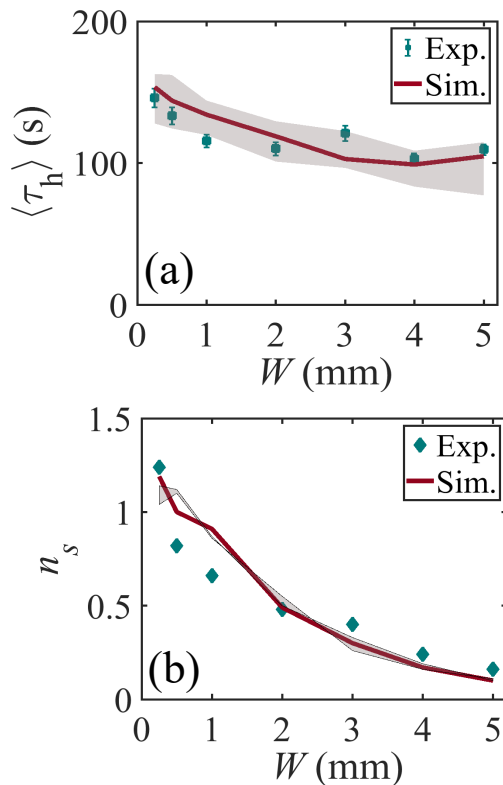 200
100
0
⟨τₕ⟩ (s)
Exp.
Sim.
(a)
0 1 2 3 4 5
W (mm)
1.5
1
0.5
0
nₛ
Exp.
Sim.
(b)
0 1 2 3 4 5
W (mm)